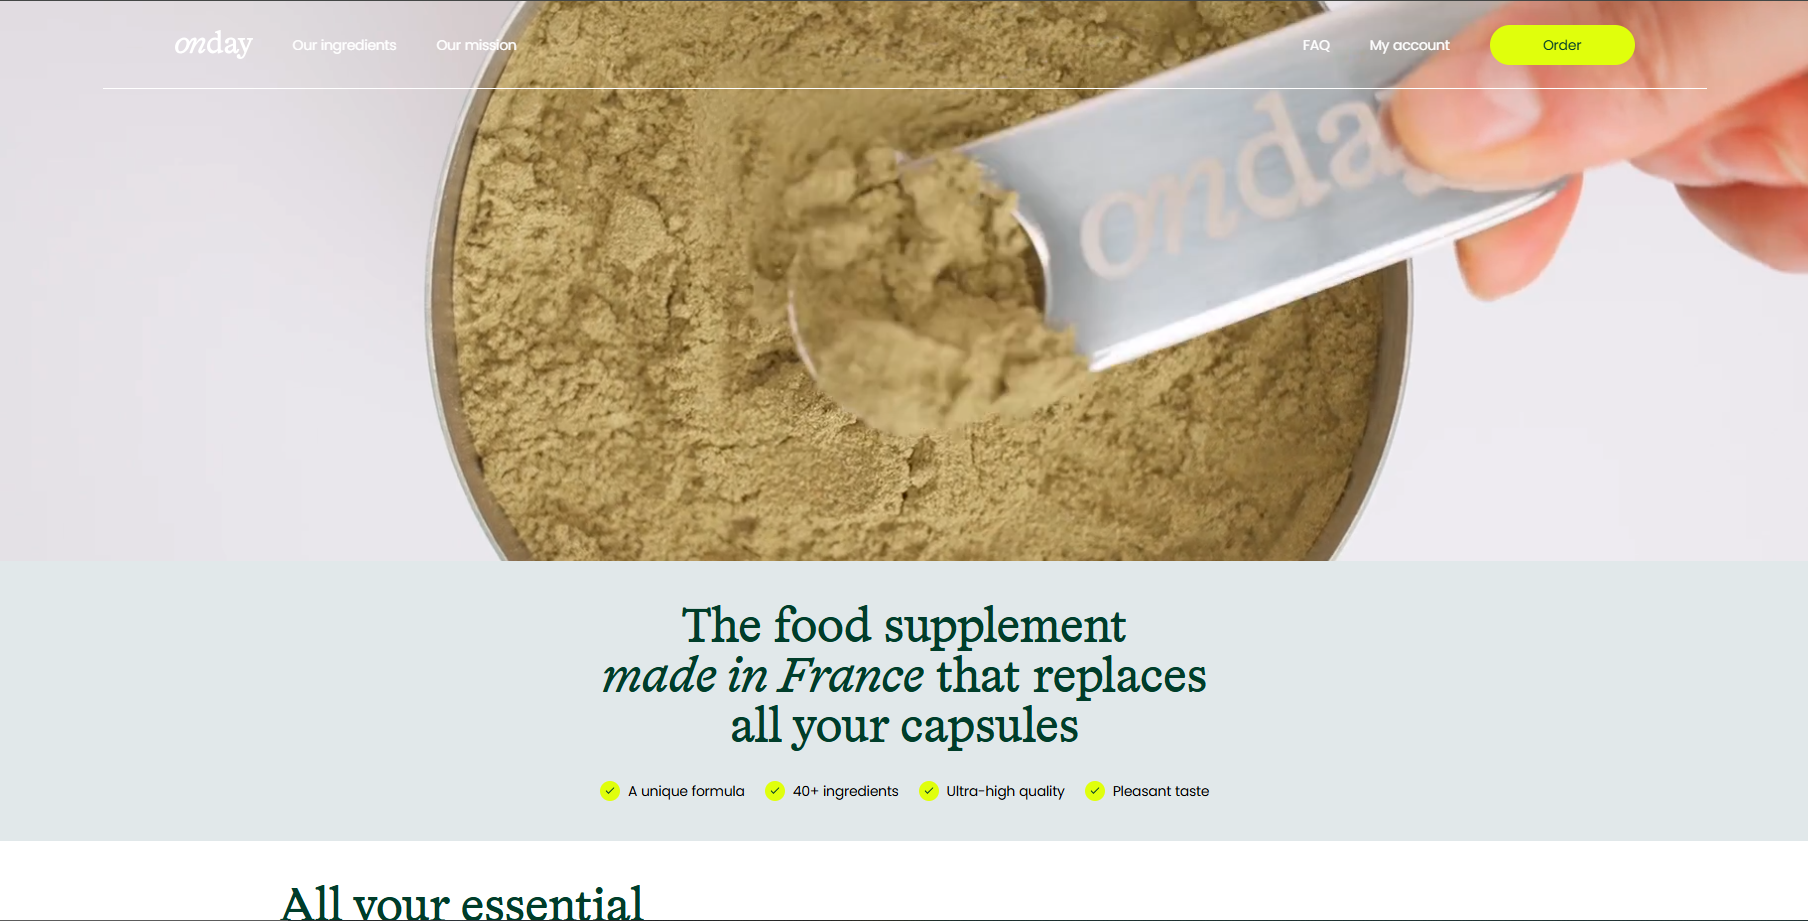 onday
Our ingredients
Our mission
FAQ
My account
Order
onday
The food supplement
made in France that replaces
all your capsules
A unique formula
40+ ingredients
Ultra-high quality
Pleasant taste
All your essential